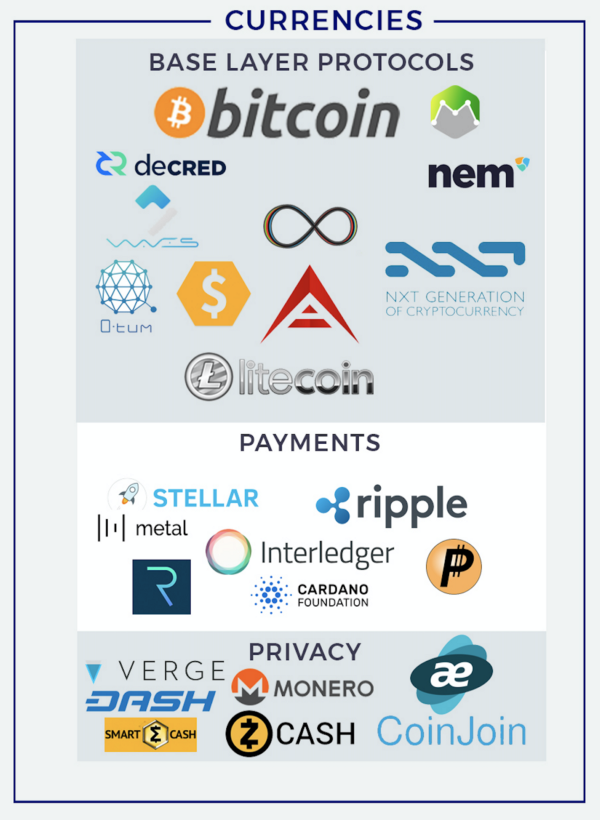 CURRENCIES
BASE LAYER PROTOCOLS
bitcoin
deCRED
nem
NXT GENERATION
OF CRYPTOCURRENCY
litecoin
PAYMENTS
STELLAR
ripple
metal
Interledger
CARDANO
FOUNDATION
PRIVACY
VERGE
DASH
MONERO
æ
SMART CASH
CASH
CoinJoin